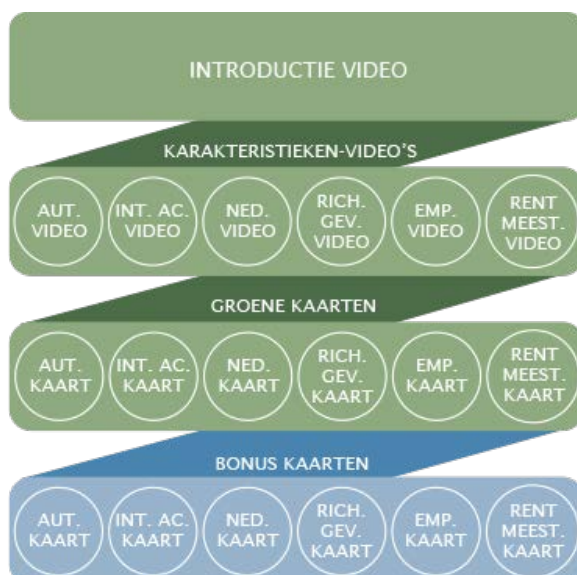 INTRODUCTIE VIDEO
KARAKTERISTIEKEN-VIDEO'S
AUT.
VIDEO
INT. AC.
VIDEO
NED.
VIDEO
RICH.
GEV.
VIDEO
EMP.
VIDEO
RENT
MEEST.
VIDEO
GROENE KAARTEN
AUT.
KAART
INT. AC.
KAART
NED.
KAART
RICH.
GEV.
KAART
EMP.
KAART
RENT
MEEST.
KAART
BONUS KAARTEN
AUT.
KAART
INT. AC.
KAART
NED.
KAART
RICH.
GEV.
KAART
EMP.
KAART
RENT
MEEST.
KAART